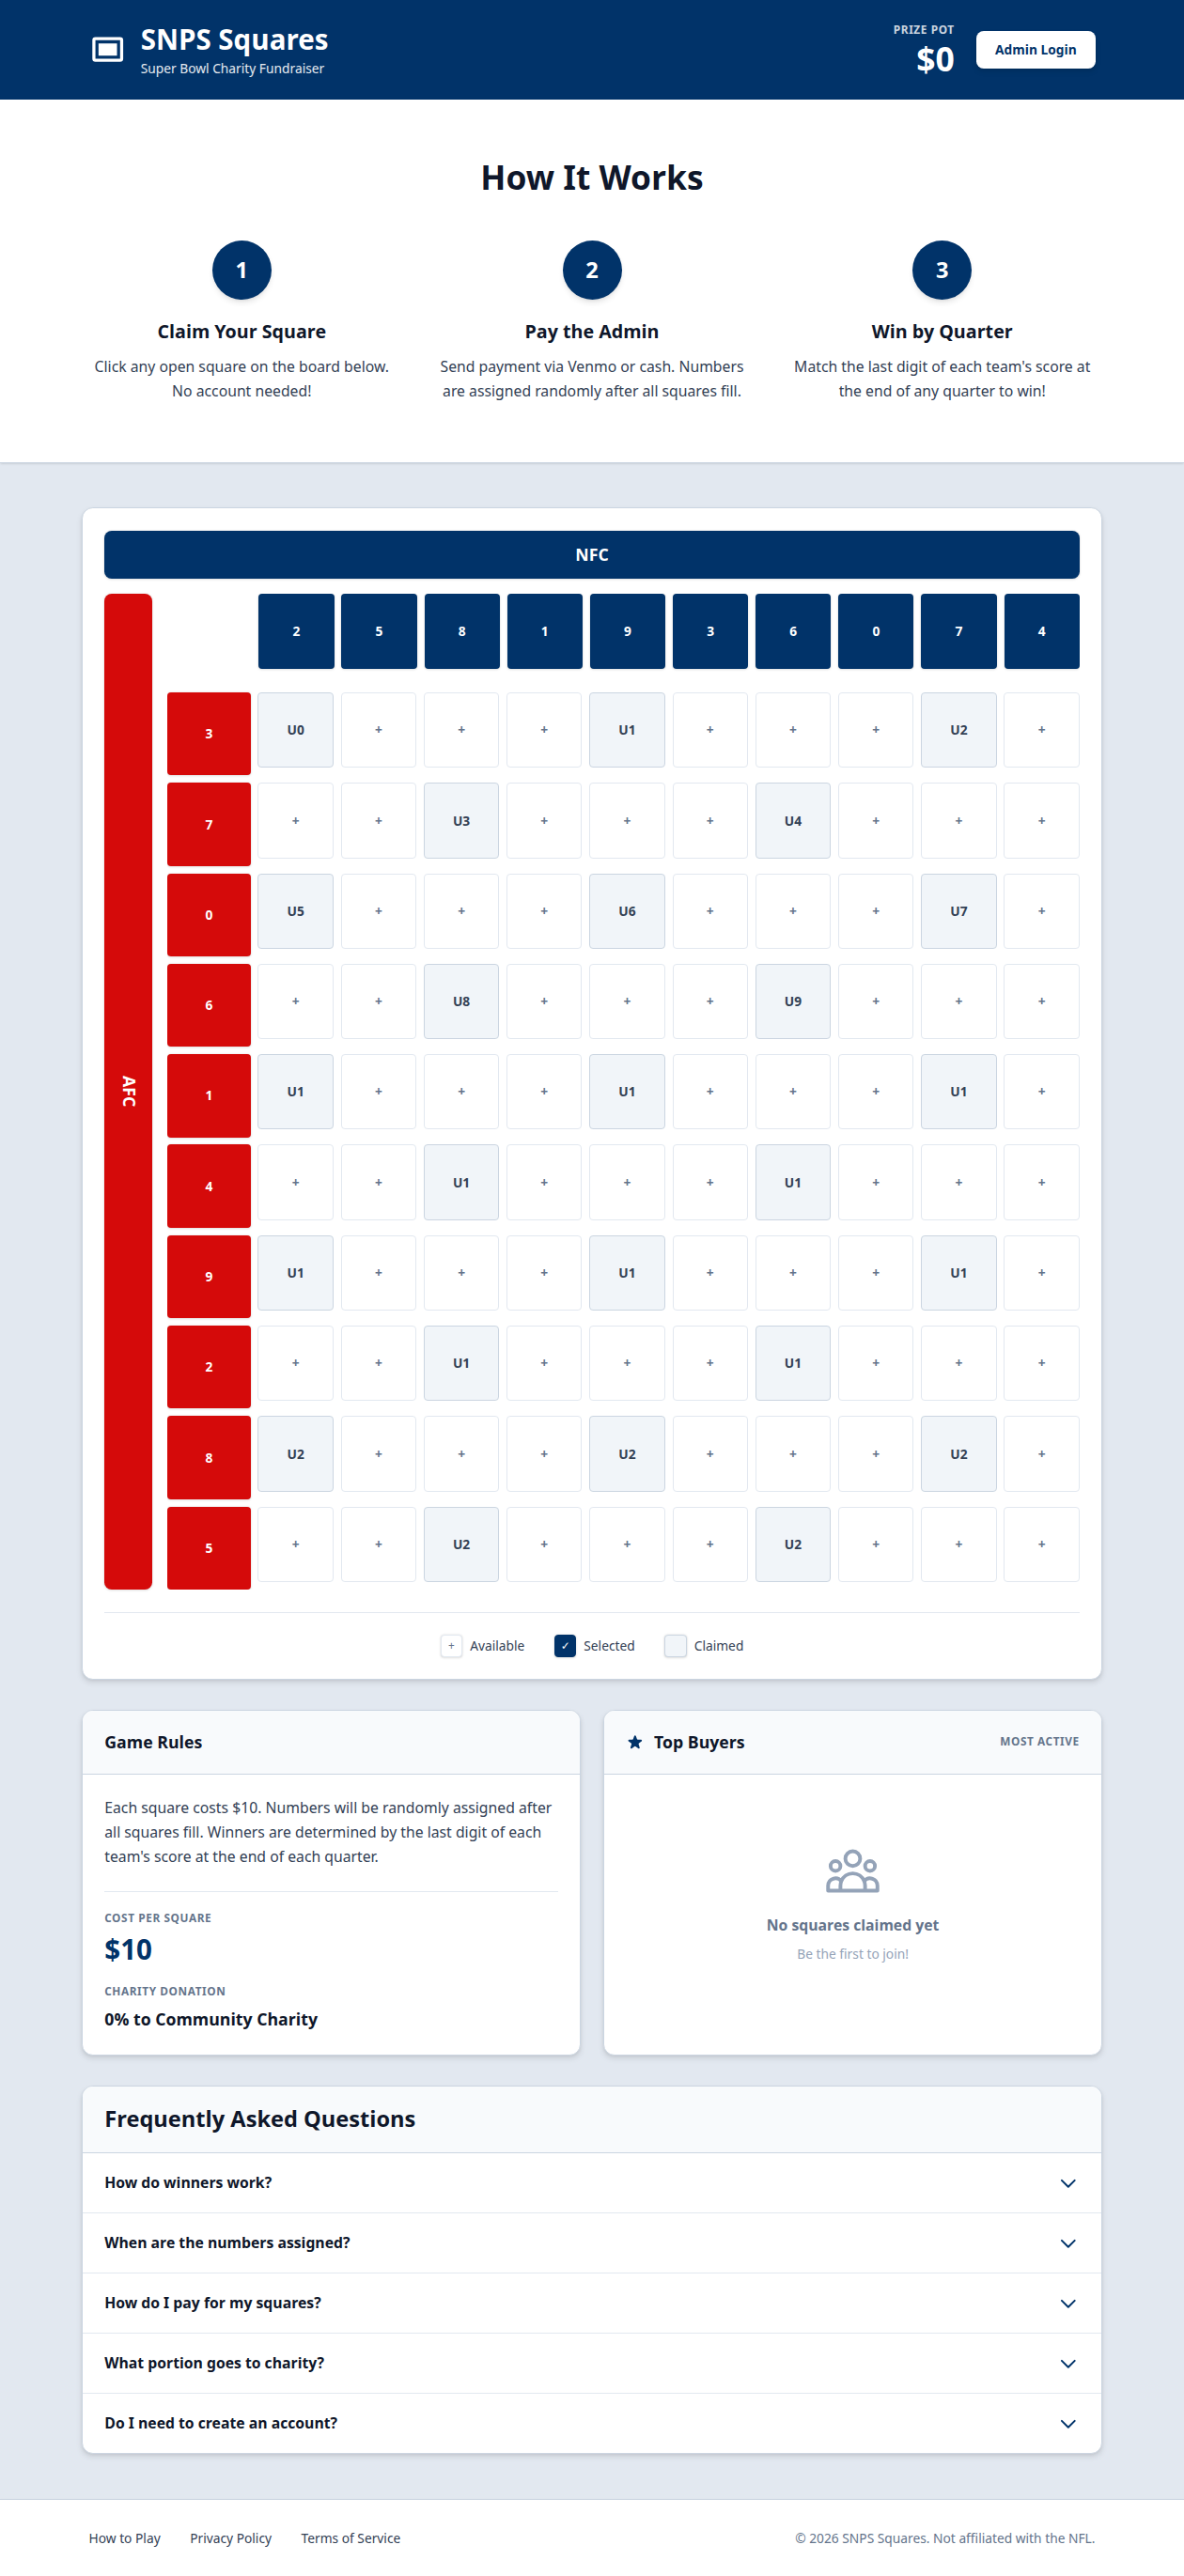 SNPS Squares
Super Bowl Charity Fundraiser
PRIZE POT
$0
Admin Login
How It Works
1
2
3
Claim Your Square
Pay the Admin
Win by Quarter
Click any open square on the board below.
No account needed!
Send payment via Venmo or cash. Numbers
are assigned randomly after all squares fill.
Match the last digit of each team's score at
the end of any quarter to win!
NFC
AFC
2 5 8 1 9 3 6 0 7 4
3 U0 + + + U1 + + + U2 +
7 + + U3 + + + U4 + + +
0 U5 + + + U6 + + + U7 +
6 + + U8 + + + U9 + + +
1 U1 + + + U1 + + + U1 +
4 + + U1 + + + U1 + + +
9 U1 + + + U1 + + + U1 +
2 + + U1 + + + U1 + + +
8 U2 + + + U2 + + + U2 +
5 + + U2 + + + U2 + + +
+ Available ✓ Selected Claimed
Game Rules
Each square costs $10. Numbers will be randomly assigned after
all squares fill. Winners are determined by the last digit of each
team's score at the end of each quarter.
COST PER SQUARE
$10
CHARITY DONATION
0% to Community Charity
Top Buyers
MOST ACTIVE
No squares claimed yet
Be the first to join!
Frequently Asked Questions
How do winners work?
When are the numbers assigned?
How do I pay for my squares?
What portion goes to charity?
Do I need to create an account?
How to Play Privacy Policy Terms of Service
© 2026 SNPS Squares. Not affiliated with the NFL.